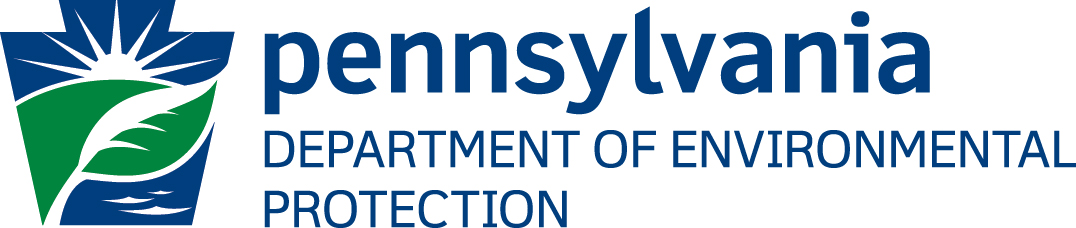 pennsylvania
DEPARTMENT OF ENVIRONMENTAL
PROTECTION